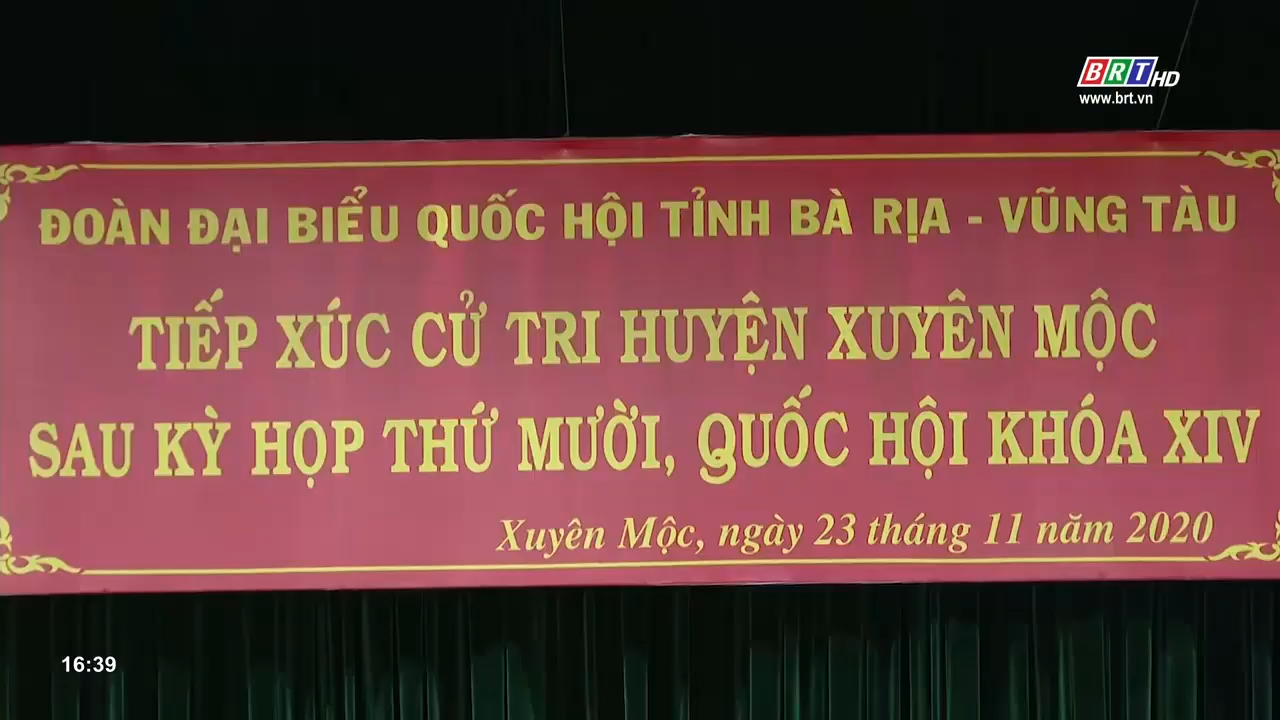 BRT HD
www.brt.vn
ĐOÀN ĐẠI BIỂU QUỐC HỘI TỈNH BÀ RỊA - VŨNG TÀU
TIẾP XÚC CỬ TRI HUYỆN XUYÊN MỘC
SAU KỲ HỌP THỨ MƯỜI, QUỐC HỘI KHÓA XIV
Xuyên Mộc, ngày 23 tháng 11 năm 2020
16:39